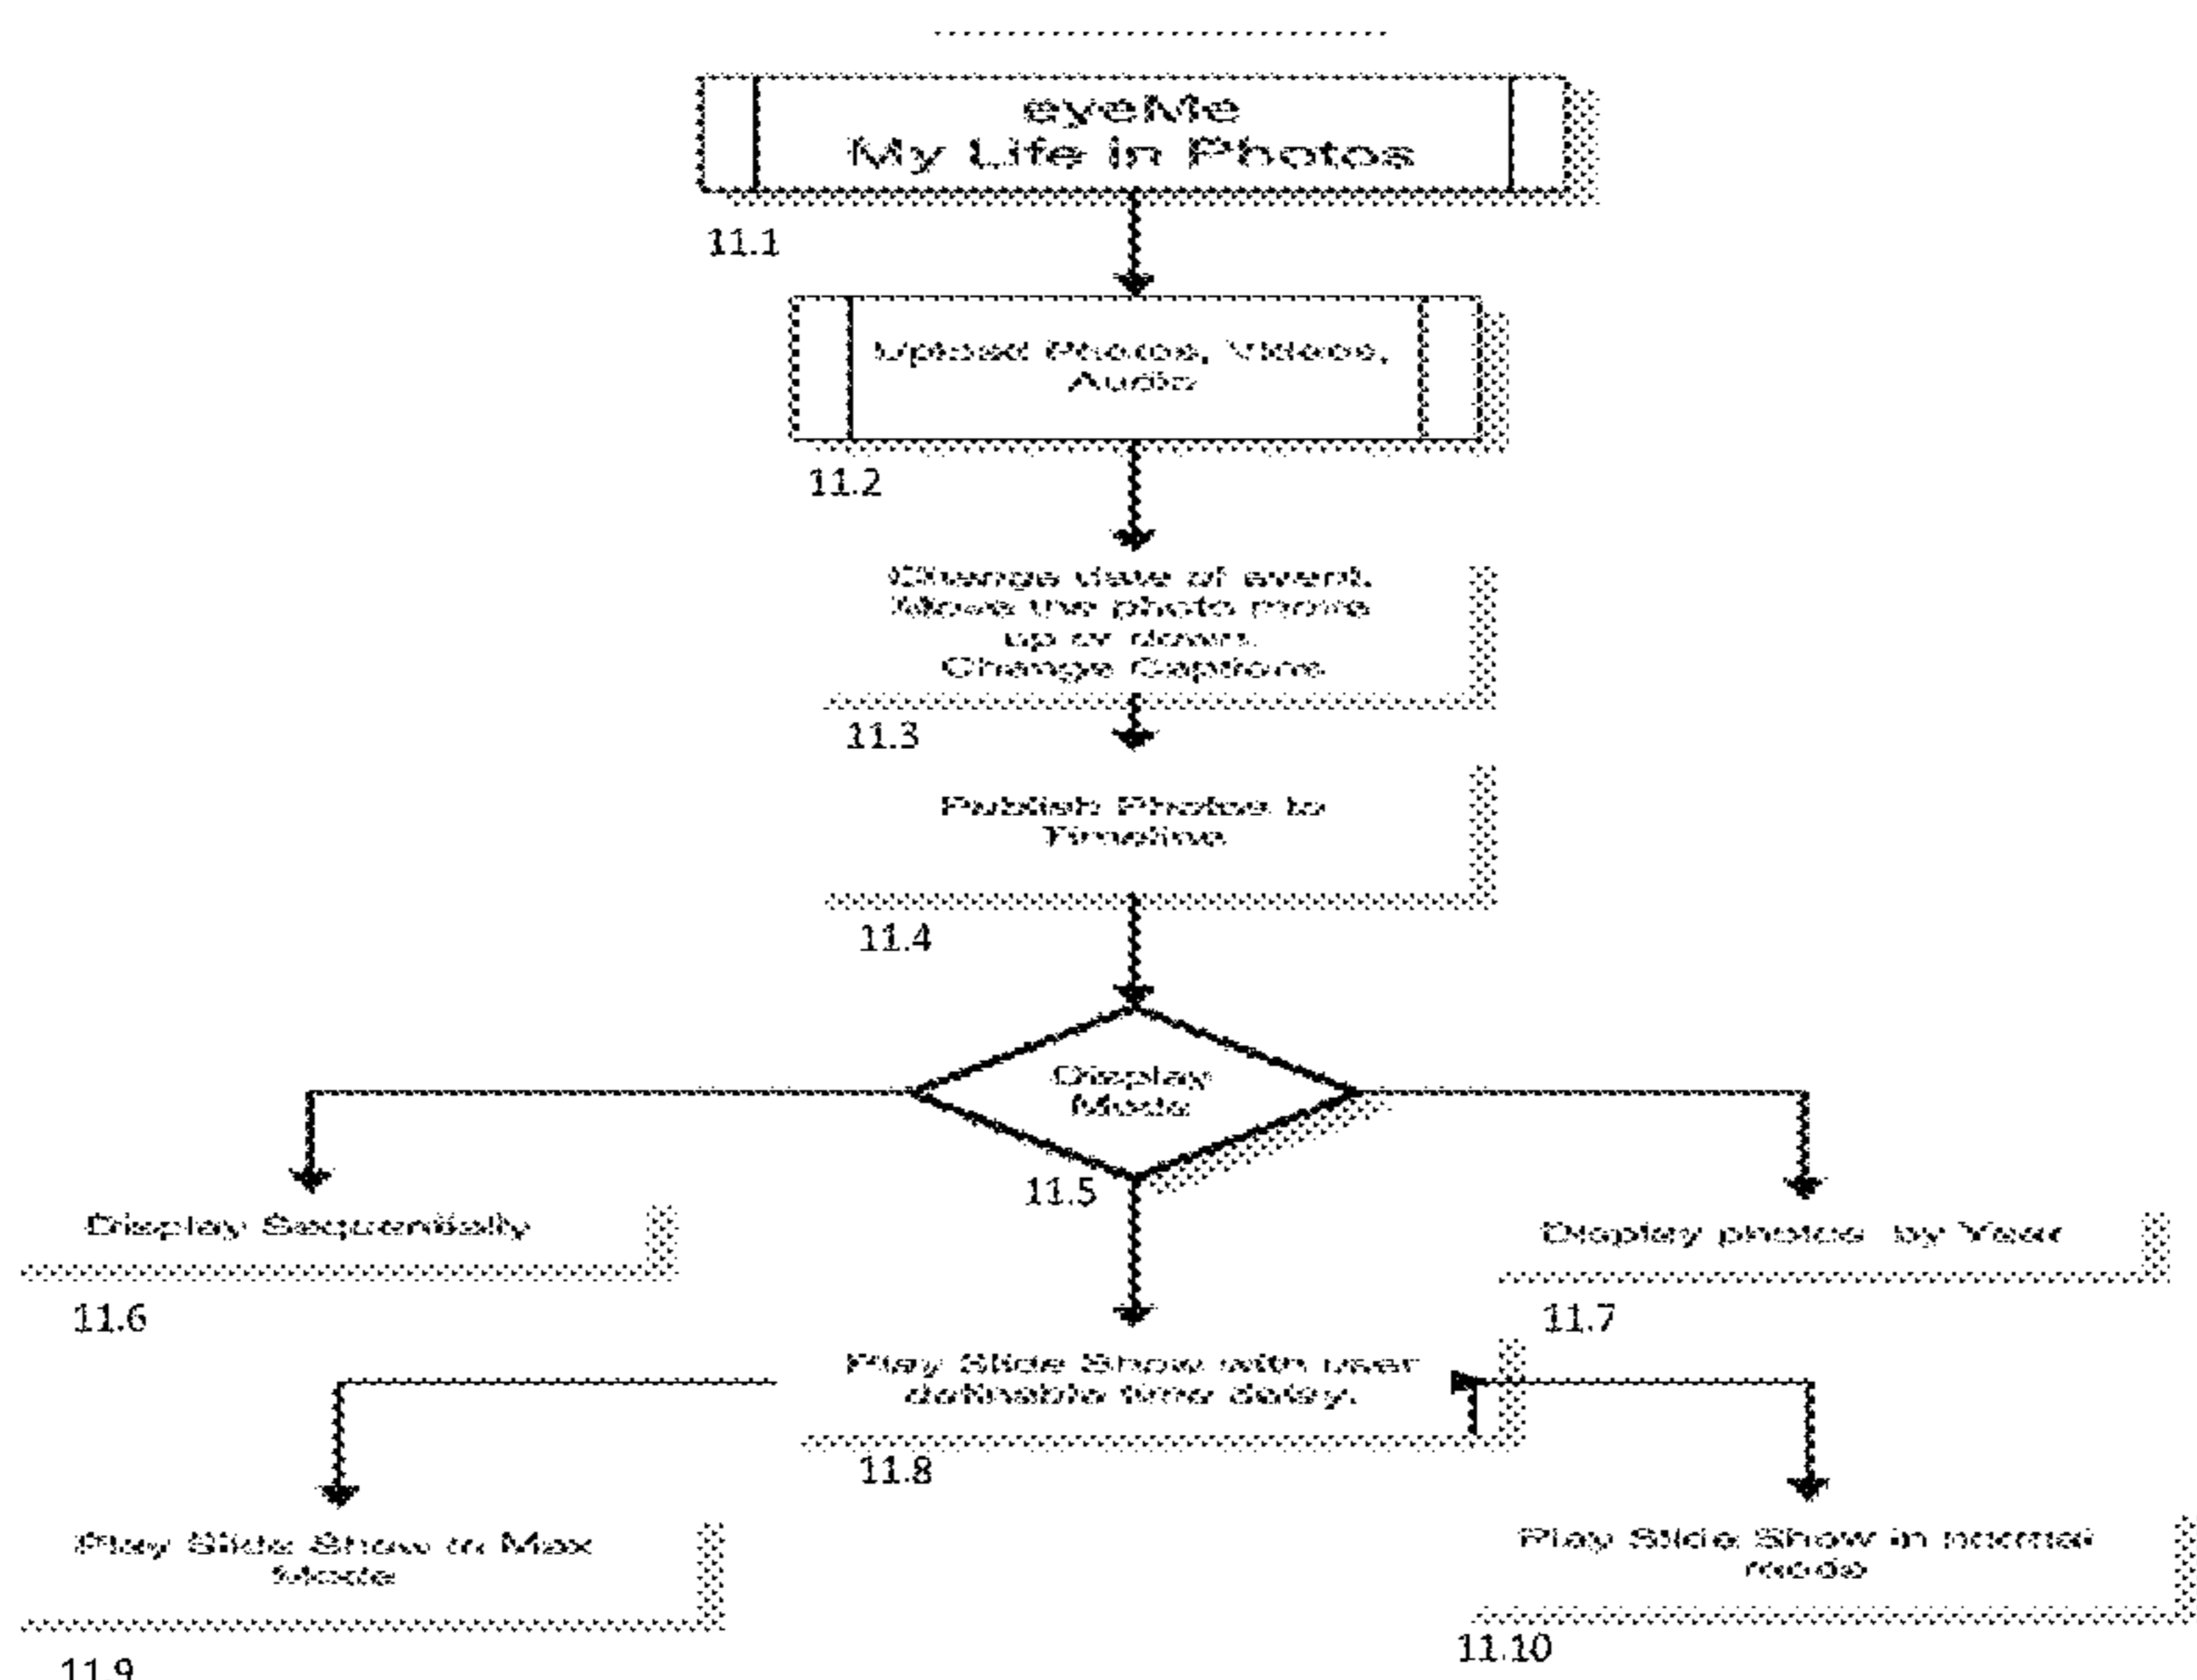 eyeMe
My Life in Photos
11.1
Upload Photos, Videos,
Audio
11.2
Change date of event.
Move the photo more
up or down.
Change Captions
11.3
Publish Photos to
Timeline
11.4
Display
Mode
11.5
Display Sequentially
11.6
Display photos by Year
11.7
Play Slide Show with user
definable time delay.
11.8
Play Slide Show in Max
Mode
11.9
Play Slide Show in normal
mode
11.10